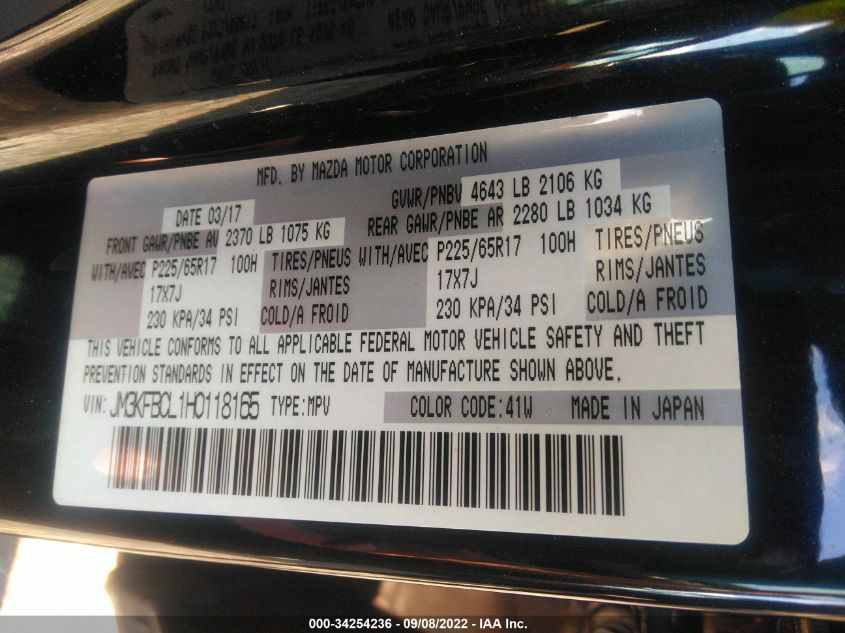 MFD. BY MAZDA MOTOR CORPORATION
DATE 03/17 GVWR/PNBV 4643 LB 2106 KG
FRONT GAWR/PNBE AV 2370 LB 1075 KG REAR GAWR/PNBE AR 2280 LB 1034 KG
WITH/AVEC P225/65R17 100H TIRES/PNEUS WITH/AVEC P225/65R17 100H TIRES/PNEUS
17X7J RIMS/JANTES 17X7J RIMS/JANTES
230 KPA/34 PSI COLD/A FROID 230 KPA/34 PSI COLD/A FROID
THIS VEHICLE CONFORMS TO ALL APPLICABLE FEDERAL MOTOR VEHICLE SAFETY AND THEFT
PREVENTION STANDARDS IN EFFECT ON THE DATE OF MANUFACTURE SHOWN ABOVE.
VIN: JM3KFBCL1H0118165 TYPE:MPV COLOR CODE:41W MADE IN JAPAN
000-34254236 - 09/08/2022 - IAA Inc.